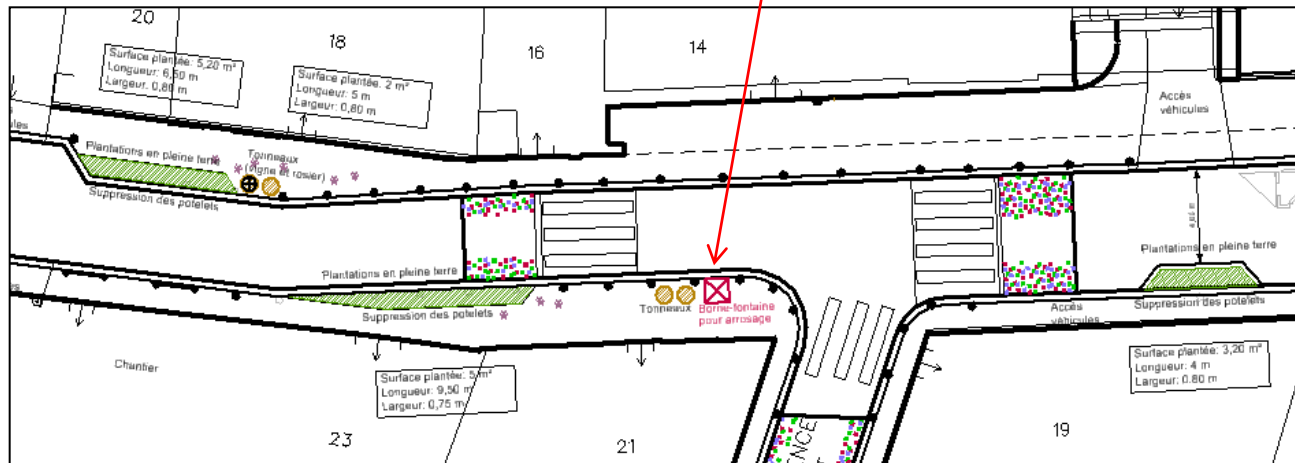 20
18
16
14
Surface plantée: 5,20 m²
Longueur: 6,50 m
Largeur: 0,80 m
Surface plantée: 2 m²
Longueur: 5 m
Largeur: 0,80 m
Accès
véhicules
Plantations en pleine terre
Tonneaux
(vigne et rosier)
Suppression des potelets
Plantations en pleine terre
Plantations en pleine terre
Suppression des potelets
Tonneaux
Borne-fontaine
pour arrosage
Accès
véhicules
Suppression des potelets
Chantier
Surface plantée: 5 m²
Longueur: 9,50 m
Largeur: 0,75 m
Surface plantée: 3,20 m²
Longueur: 4 m
Largeur: 0.80 m
23
21
19